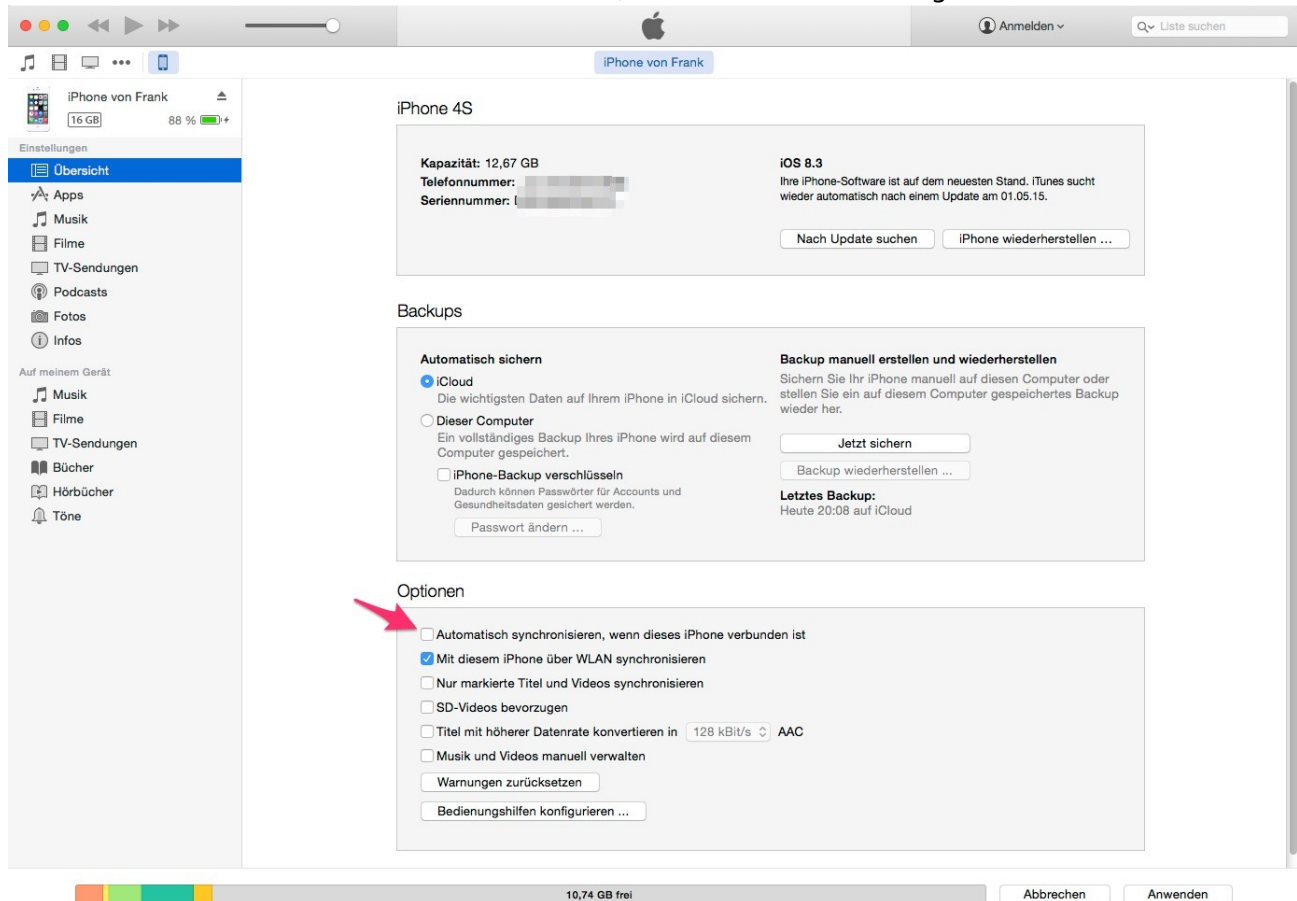 Anmelden
Liste suchen
iPhone von Frank
iPhone von Frank
16 GB
88 %
Einstellungen
Übersicht
Apps
Musik
Filme
TV-Sendungen
Podcasts
Fotos
Infos
Auf meinem Gerät
Musik
Filme
TV-Sendungen
Bücher
Hörbücher
Töne
iPhone 4S
Kapazität: 12,67 GB
Telefonnummer:
Seriennummer:
iOS 8.3
Ihre iPhone-Software ist auf dem neuesten Stand. iTunes sucht
wieder automatisch nach einem Update am 01.05.15.
Nach Update suchen
iPhone wiederherstellen ...
Backups
Automatisch sichern
iCloud
Die wichtigsten Daten auf Ihrem iPhone in iCloud sichern.
Dieser Computer
Ein vollständiges Backup Ihres iPhone wird auf diesem
Computer gespeichert.
iPhone-Backup verschlüsseln
Dadurch können Passwörter für Accounts und
Gesundheitsdaten gesichert werden.
Passwort ändern ...
Backup manuell erstellen und wiederherstellen
Sichern Sie Ihr iPhone manuell auf diesen Computer oder
stellen Sie ein auf diesem Computer gespeichertes Backup
wieder her.
Jetzt sichern
Backup wiederherstellen ...
Letztes Backup:
Heute 20:08 auf iCloud
Optionen
Automatisch synchronisieren, wenn dieses iPhone verbunden ist
Mit diesem iPhone über WLAN synchronisieren
Nur markierte Titel und Videos synchronisieren
SD-Videos bevorzugen
Titel mit höherer Datenrate konvertieren in 128 kBit/s AAC
Musik und Videos manuell verwalten
Warnungen zurücksetzen
Bedienungshilfen konfigurieren ...
10,74 GB frei
Abbrechen
Anwenden